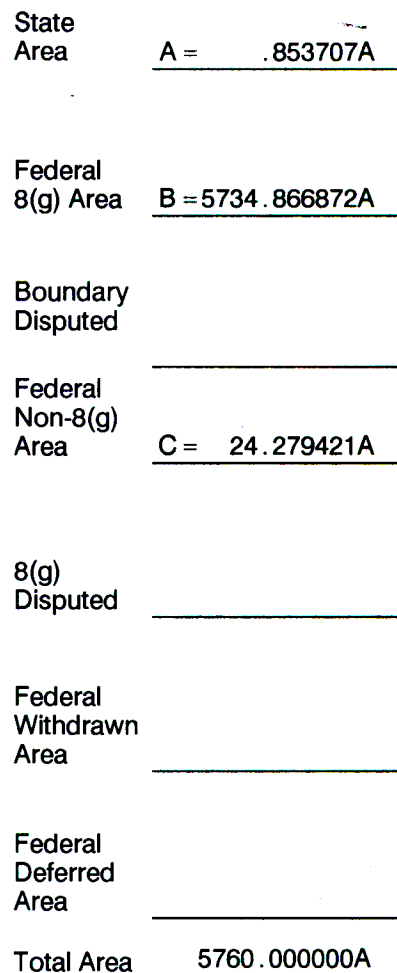 State
Area A = .853707A
Federal
8(g) Area B = 5734.866872A
Boundary
Disputed
Federal
Non-8(g)
Area C = 24.279421A
8(g)
Disputed
Federal
Withdrawn
Area
Federal
Deferred
Area
Total Area 5760.000000A